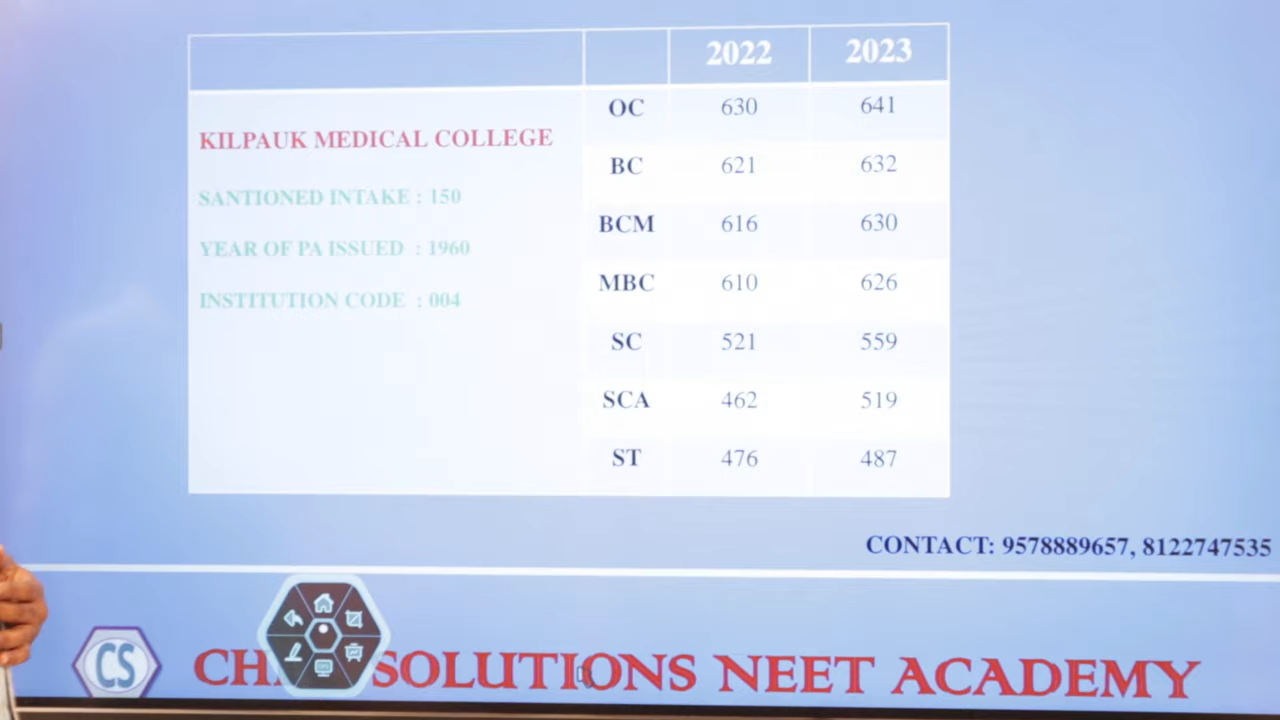 2022 2023
KILPAUK MEDICAL COLLEGE
SANTIONED INTAKE : 150
YEAR OF PA ISSUED : 1960
INSTITUTION CODE : 004
OC 630 641
BC 621 632
BCM 616 630
MBC 610 626
SC 521 559
SCA 462 519
ST 476 487
CONTACT: 9578889657, 8122747535
CS
SOLUTIONS NEET ACADEMY